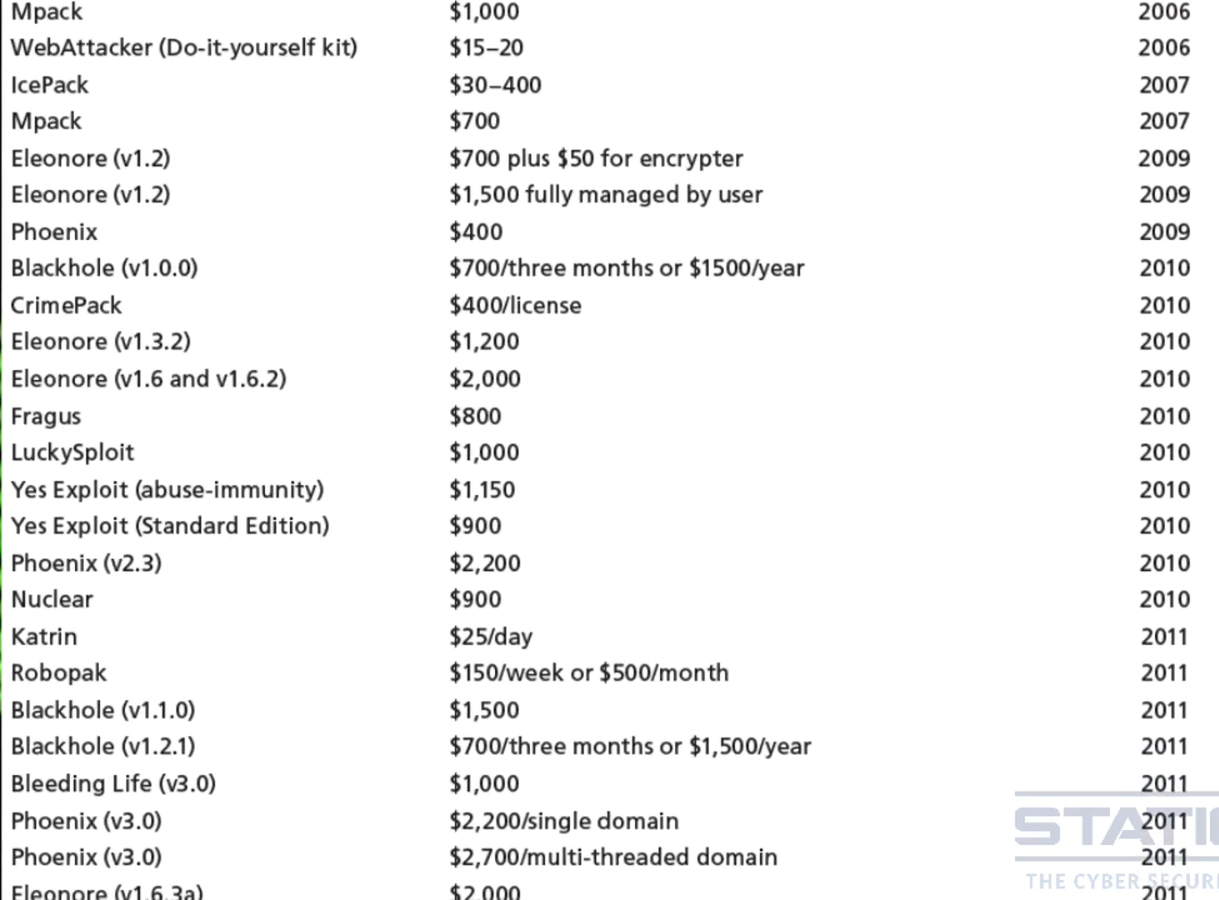 Mpack $1,000 2006
WebAttacker (Do-it-yourself kit) $15–20 2006
IcePack $30–400 2007
Mpack $700 2007
Eleonore (v1.2) $700 plus $50 for encrypter 2009
Eleonore (v1.2) $1,500 fully managed by user 2009
Phoenix $400 2009
Blackhole (v1.0.0) $700/three months or $1500/year 2010
CrimePack $400/license 2010
Eleonore (v1.3.2) $1,200 2010
Eleonore (v1.6 and v1.6.2) $2,000 2010
Fragus $800 2010
LuckySploit $1,000 2010
Yes Exploit (abuse-immunity) $1,150 2010
Yes Exploit (Standard Edition) $900 2010
Phoenix (v2.3) $2,200 2010
Nuclear $900 2010
Katrin $25/day 2011
Robopak $150/week or $500/month 2011
Blackhole (v1.1.0) $1,500 2011
Blackhole (v1.2.1) $700/three months or $1,500/year 2011
Bleeding Life (v3.0) $1,000 2011
Phoenix (v3.0) $2,200/single domain 2011
Phoenix (v3.0) $2,700/multi-threaded domain 2011
Eleonore (v1.6.3a) $2,000 2011
THE CYBER